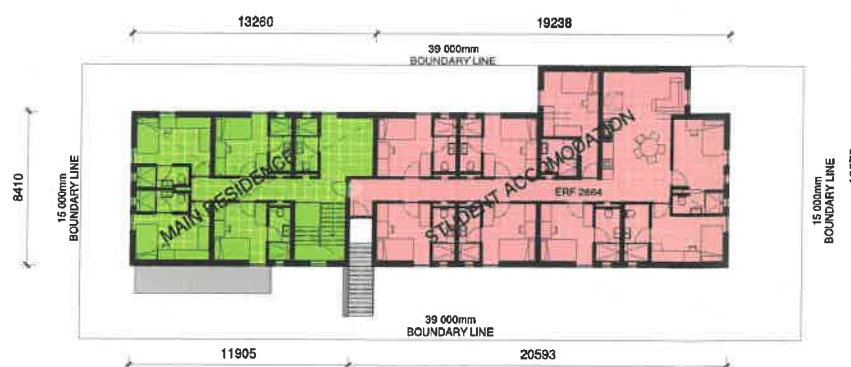 13260
19238
39 000mm
BOUNDARY LINE
8410
15 000mm
BOUNDARY LINE
MAIN RESIDENCE
STUDENT ACCOMODATION
ERF 2664
15 000mm
BOUNDARY LINE
39 000mm
BOUNDARY LINE
11905
20593